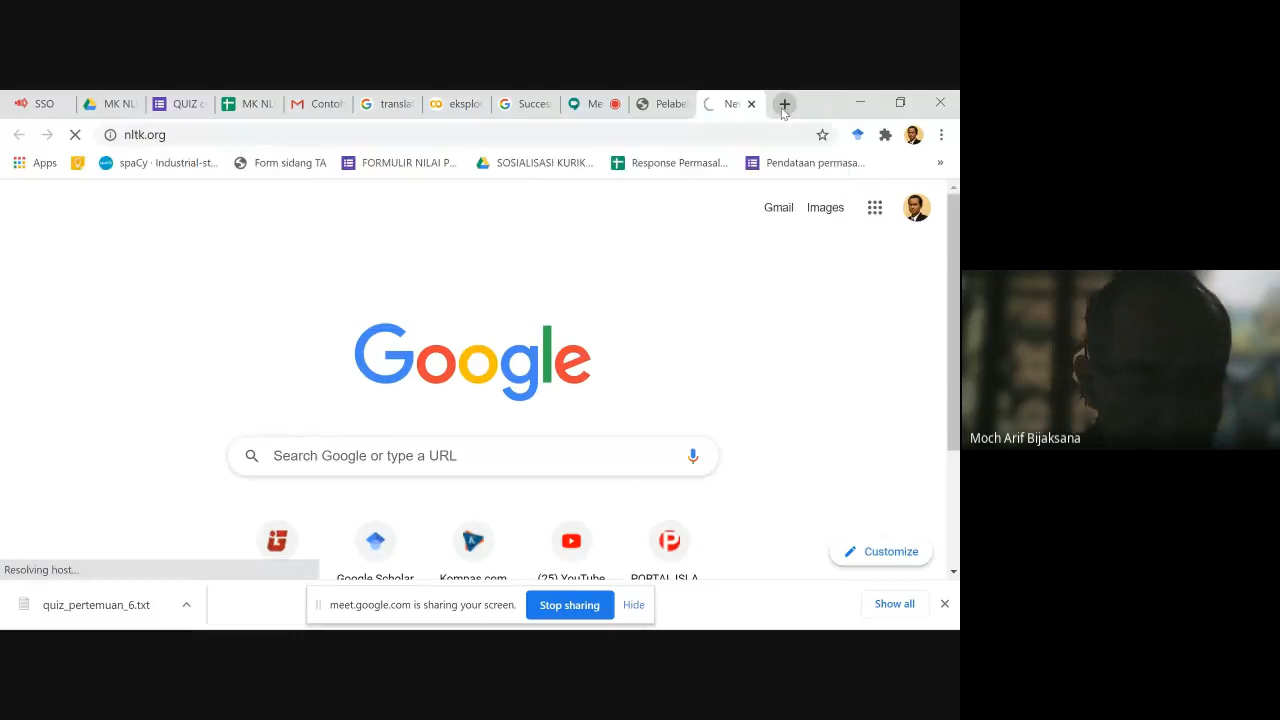 SSO
MK NL
QUIZ
MK NL
Contoh
transla
eksplor
Succes
Me
Pelabe
Nev
nltk.org
Apps
spaCy · Industrial-st...
Form sidang TA
FORMULIR NILAI P...
SOSIALISASI KURIK...
Response Permasal...
Pendataan permasa...
»
Gmail
Images
Google
Search Google or type a URL
Google Scholar
Kompas.com
(25) YouTube
PORTAL ISLA
Customize
Resolving host...
quiz_pertemuan_6.txt
meet.google.com is sharing your screen.
Stop sharing
Hide
Show all
Moch Arif Bijaksana